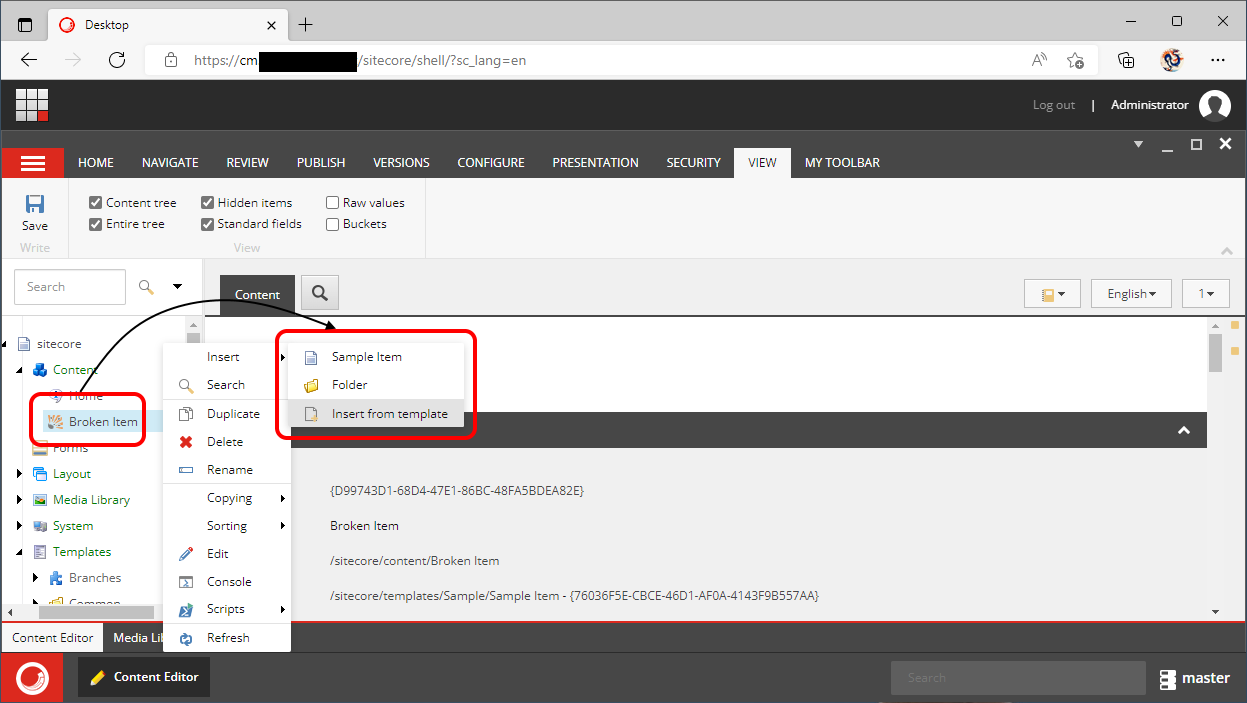 Desktop
https://cm /sitecore/shell/?sc_lang=en
Log out | Administrator
HOME NAVIGATE REVIEW PUBLISH VERSIONS CONFIGURE PRESENTATION SECURITY VIEW MY TOOLBAR
Content tree Hidden items Raw values
Save Entire tree Standard fields Buckets
Write View
Search
Content
English 1
sitecore
Content
Home
Broken Item
Forms
Layout
Media Library
System
Templates
Branches
Common
Insert
Search
Duplicate
Delete
Rename
Copying
Sorting
Edit
Console
Scripts
Refresh
Sample Item
Folder
Insert from template
{D99743D1-68D4-47E1-86BC-48FA5BDEA82E}
Broken Item
/sitecore/content/Broken Item
/sitecore/templates/Sample/Sample Item - {76036F5E-CBCE-46D1-AF0A-4143F9B557AA}
Content Editor Media Lib
Content Editor Search master